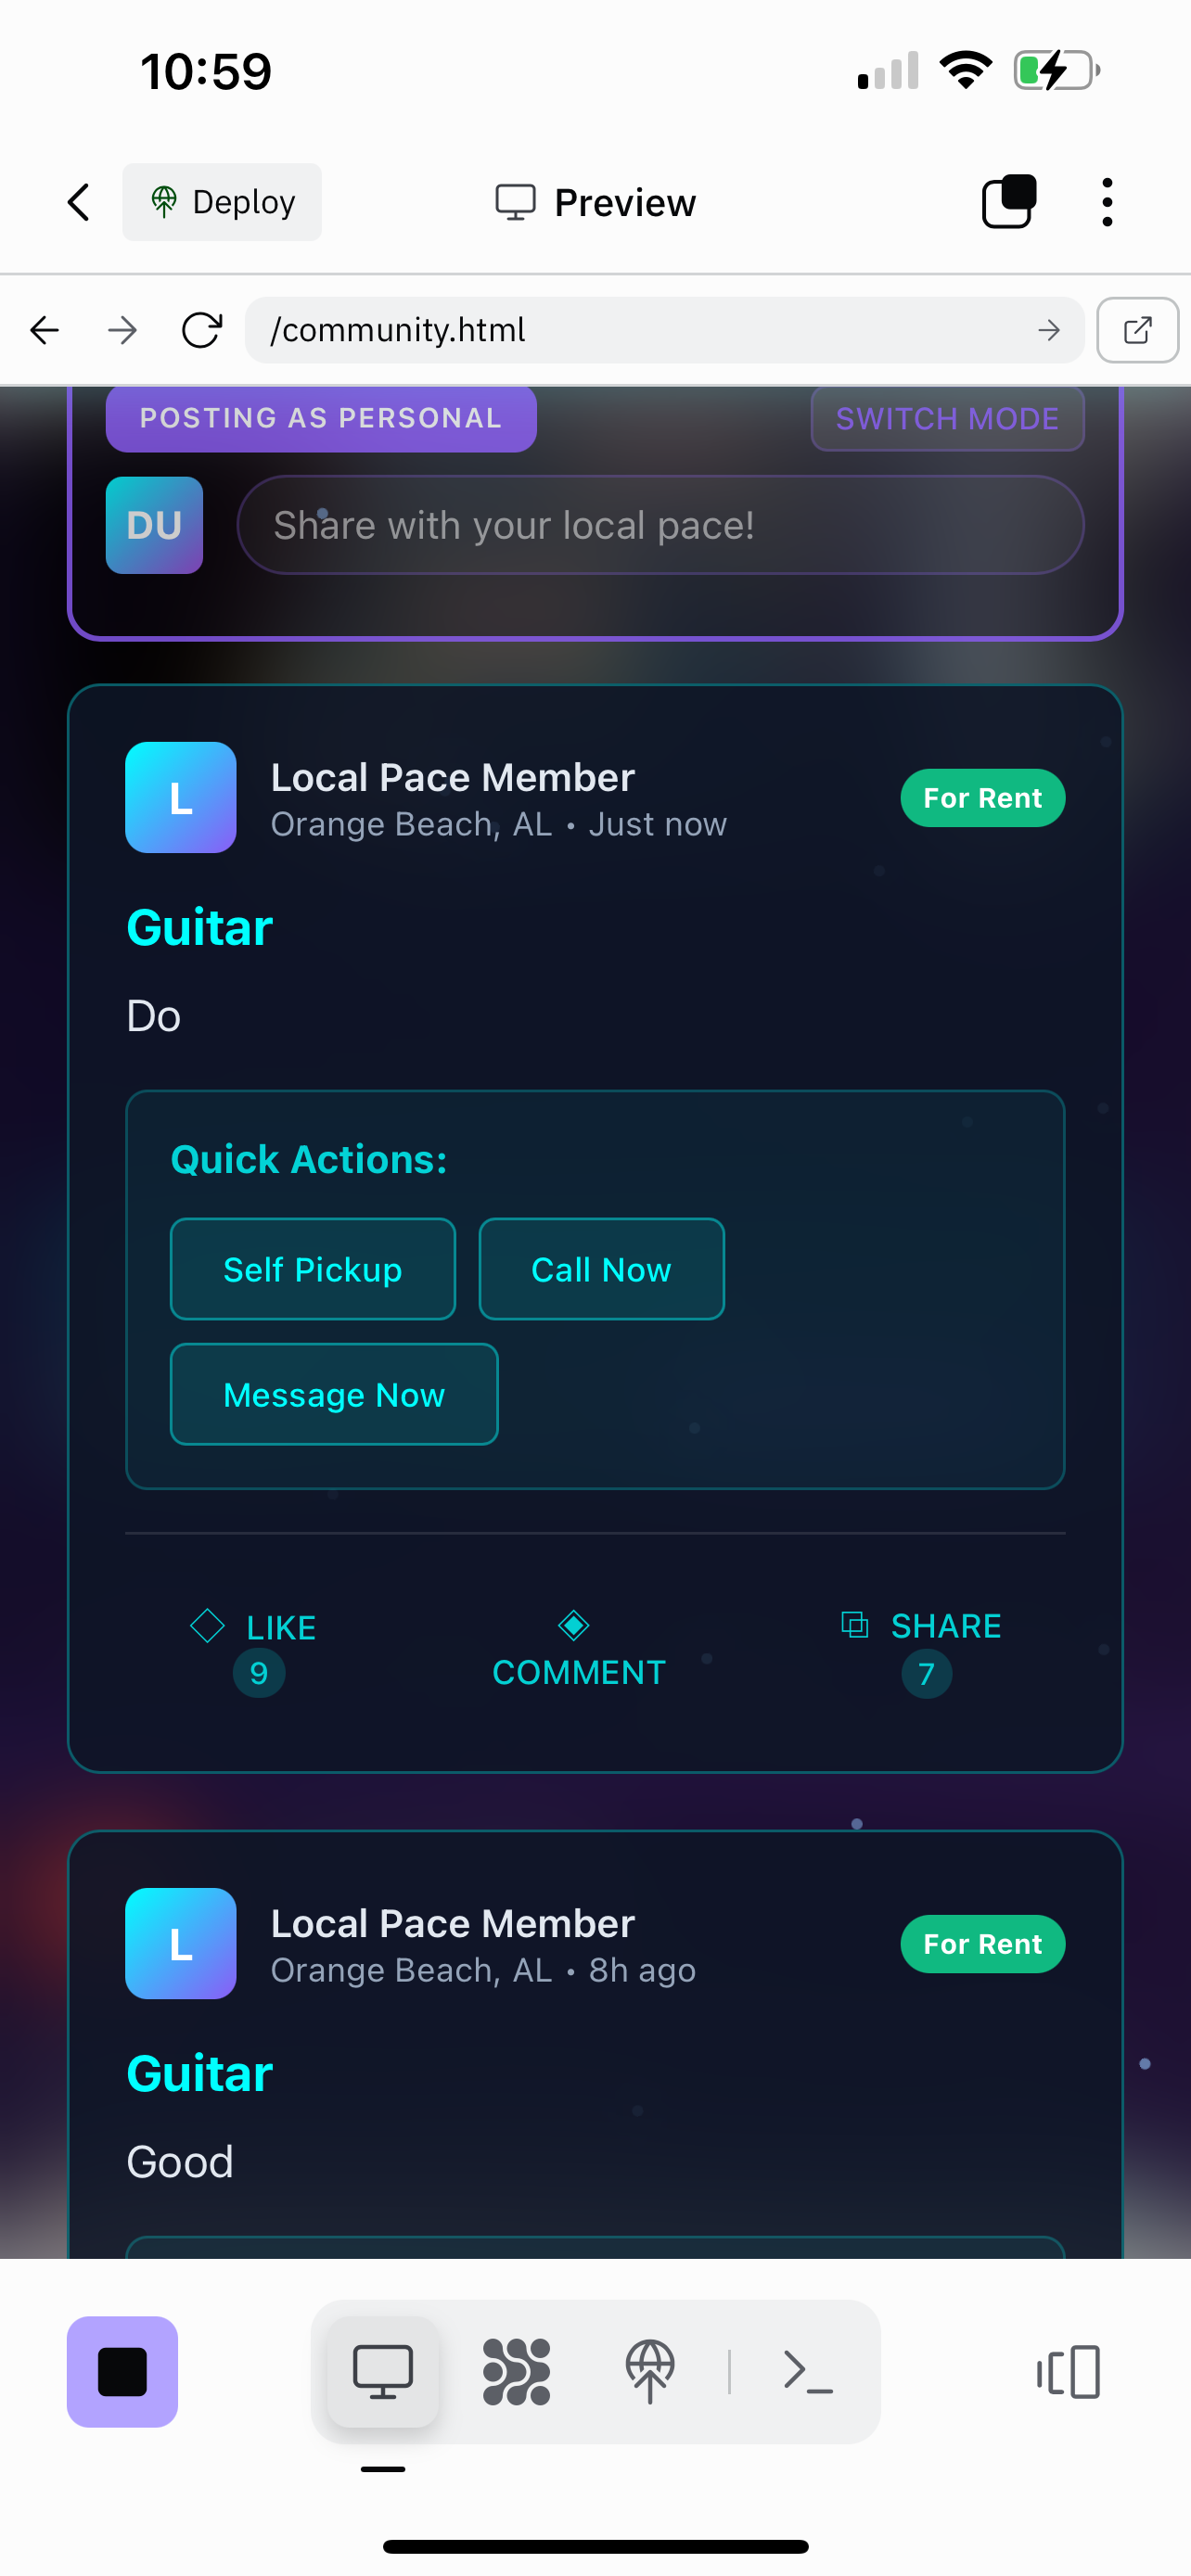 10:59
Deploy
Preview
/community.html
POSTING AS PERSONAL
SWITCH MODE
DU
Share with your local pace!
L
Local Pace Member
Orange Beach, AL • Just now
For Rent
Guitar
Do
Quick Actions:
Self Pickup
Call Now
Message Now
LIKE
9
COMMENT
SHARE
7
L
Local Pace Member
Orange Beach, AL • 8h ago
For Rent
Guitar
Good